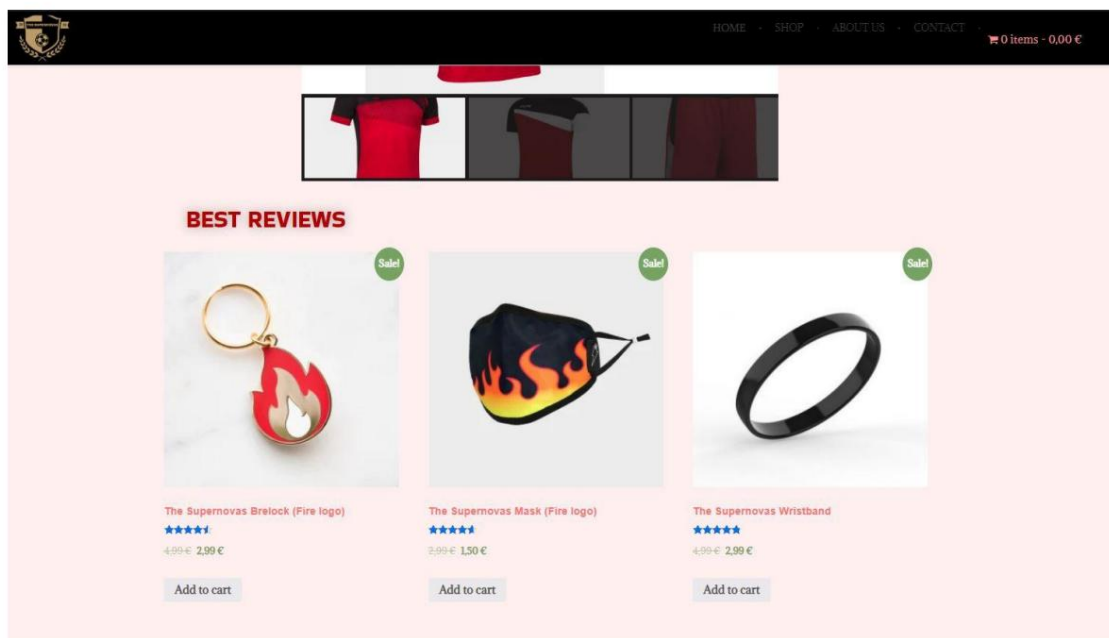 THE SUPERNOVAS
HOME - SHOP - ABOUT US - CONTACT -
0 items - 0,00 €
BEST REVIEWS
Sale!
Sale!
Sale!
The Supernovas Brelock (Fire logo)
4,99 € 2,99 €
Add to cart
The Supernovas Mask (Fire logo)
2,99 € 1,50 €
Add to cart
The Supernovas Wristband
4,99 € 2,99 €
Add to cart